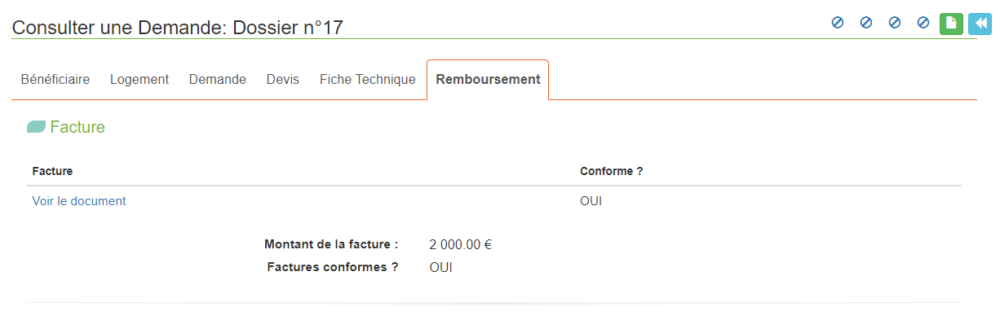 Consulter une Demande: Dossier n°17
Bénéficiaire Logement Demande Devis Fiche Technique Remboursement
Facture
Facture Conforme ?
Voir le document OUI
Montant de la facture : 2 000.00 €
Factures conformes ? OUI